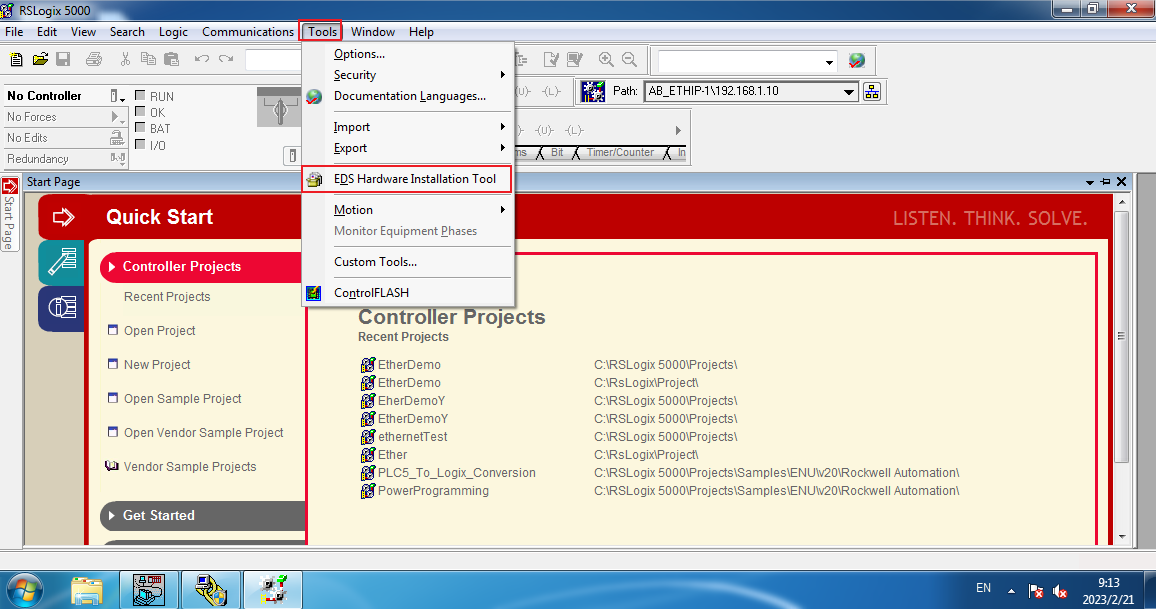 RSLogix 5000
File Edit View Search Logic Communications Tools Window Help
Options...
Security
Documentation Languages...
Import
Export
EDS Hardware Installation Tool
Motion
Monitor Equipment Phases
Custom Tools...
ControlFLASH
No Controller
RUN
No Forces
OK
No Edits
BAT
Redundancy
I/O
Path: AB_ETHIP-1\192.168.1.10
Bit Timer/Counter In
Start Page
Start Page
Quick Start
LISTEN. THINK. SOLVE.
Controller Projects
Recent Projects
Open Project
New Project
Open Sample Project
Open Vendor Sample Project
Vendor Sample Projects
Get Started
Controller Projects
Recent Projects
EtherDemo C:\RSLogix 5000\Projects\
EtherDemo C:\RsLogix\Project\
EherDemoY C:\RSLogix 5000\Projects\
EtherDemoY C:\RSLogix 5000\Projects\
ethernetTest C:\RSLogix 5000\Projects\
Ether C:\RsLogix\Project\
PLC5_To_Logix_Conversion C:\RSLogix 5000\Projects\Samples\ENU\v20\Rockwell Automation\
PowerProgramming C:\RSLogix 5000\Projects\Samples\ENU\v20\Rockwell Automation\
EN
9:13
2023/2/21